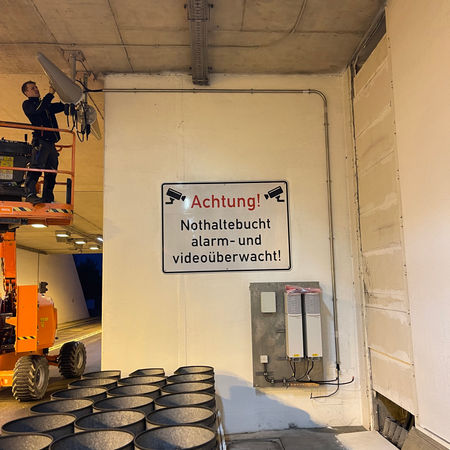 Achtung!
Nothaltebucht
alarm- und
videoüberwacht!